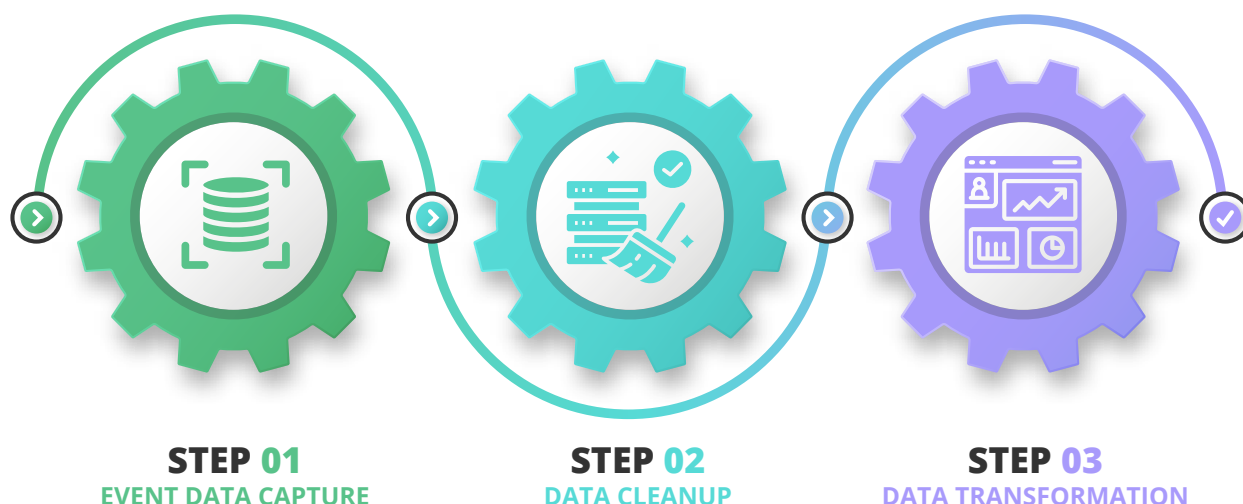 STEP 01
EVENT DATA CAPTURE
STEP 02
DATA CLEANUP
STEP 03
DATA TRANSFORMATION